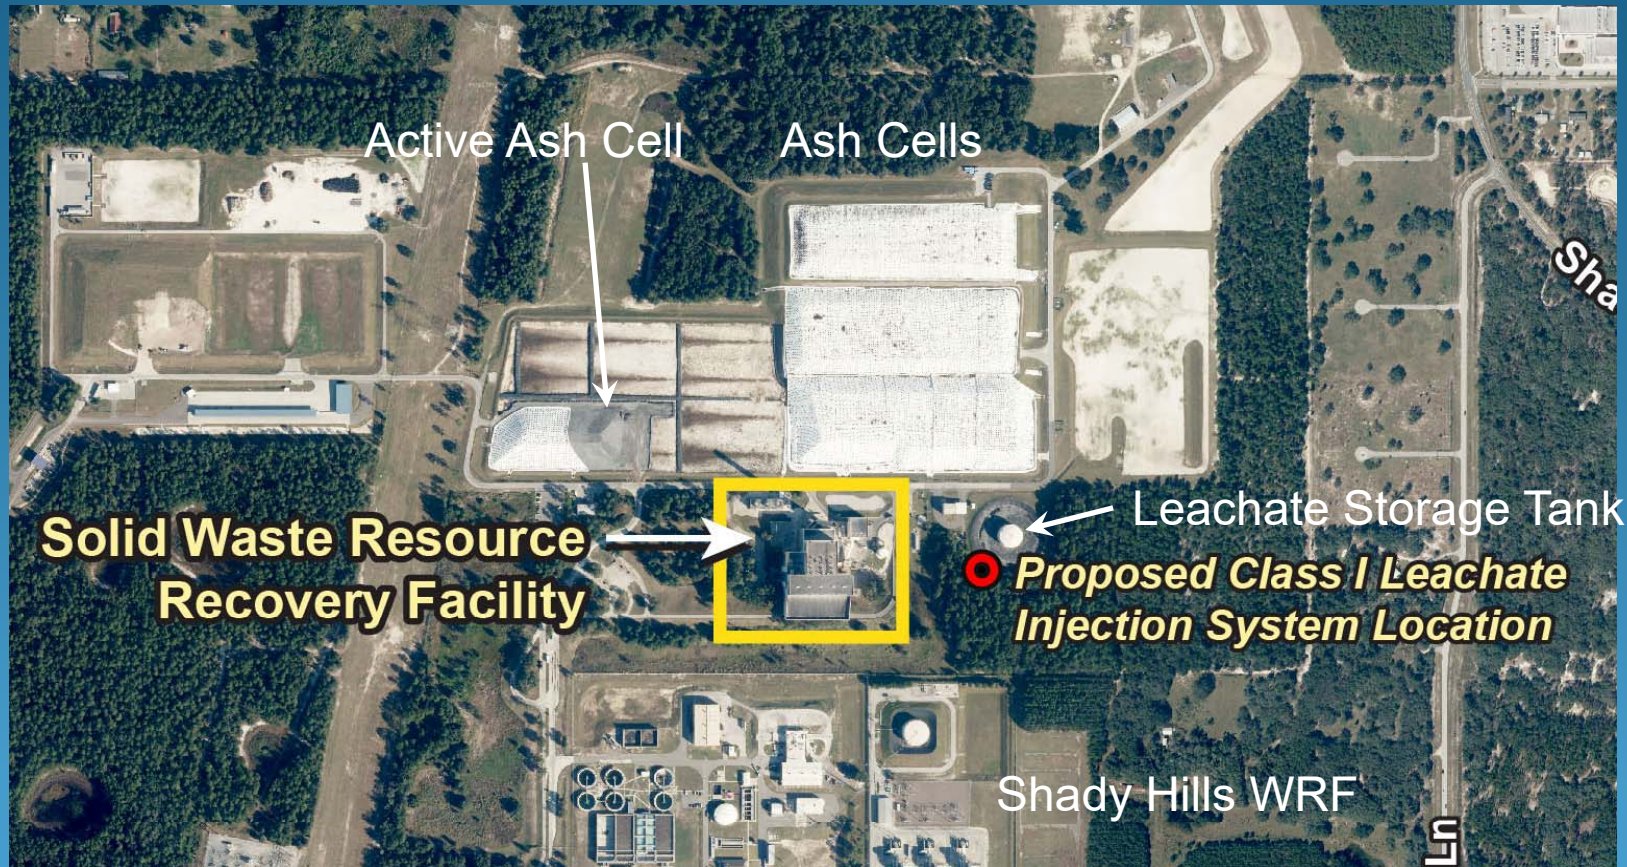 Active Ash Cell
Ash Cells
Sha
Solid Waste Resource
Recovery Facility
Leachate Storage Tank
Proposed Class I Leachate
Injection System Location
Shady Hills WRF
Ln